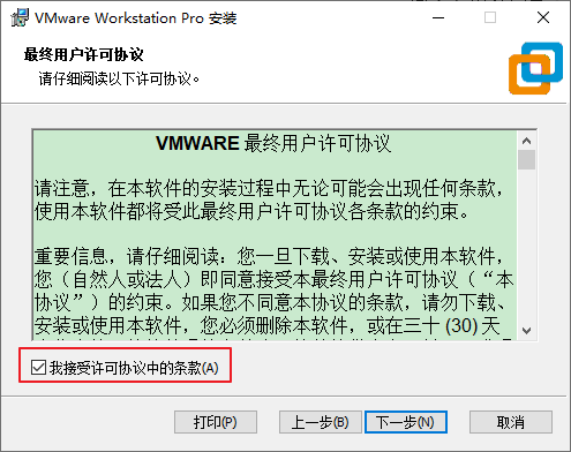 VMware Workstation Pro 安装
最终用户许可协议
请仔细阅读以下许可协议。
VMWARE 最终用户许可协议
请注意，在本软件的安装过程中无论可能会出现任何条款，
使用本软件都将受此最终用户许可协议各条款的约束。
重要信息，请仔细阅读：您一旦下载、安装或使用本软件，
您（自然人或法人）即同意接受本最终用户许可协议（“本
协议”）的约束。如果您不同意本协议的条款，请勿下载、
安装或使用本软件，您必须删除本软件，或在三十 (30) 天
我接受许可协议中的条款(A)
打印(P)
上一步(B)
下一步(N)
取消